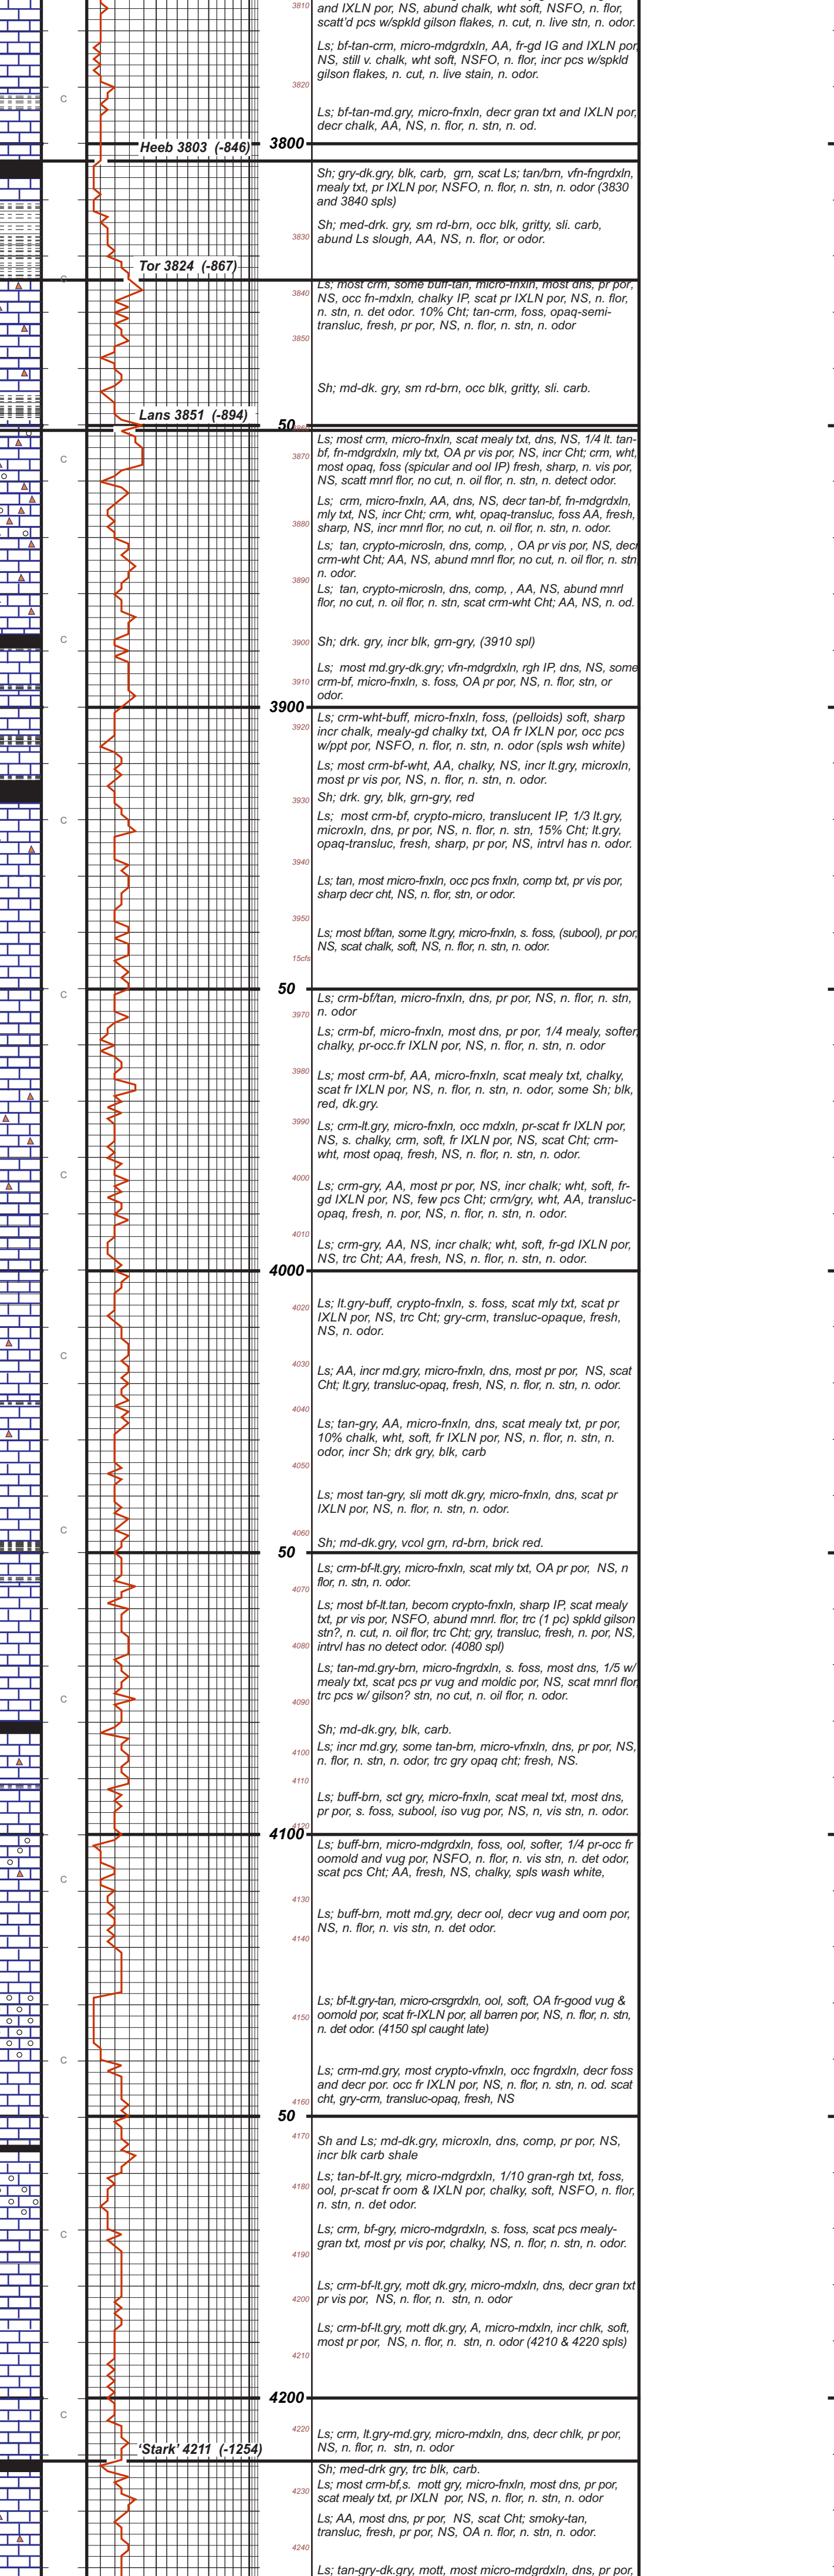 3810
and IXLN por, NS, abund chalk, wht soft, NSFO, n. flor,
scatt'd pcs w/spkld gilson flakes, n. cut, n. live stn, n. odor.
Ls; bf-tan-crm, micro-mdgrdxln, AA, fr-gd IG and IXLN por,
NS, still v. chalk, wht soft, NSFO, n. flor, incr pcs w/spkld
gilson flakes, n. cut, n. live stain, n. odor.
3820
C
Ls; bf-tan-md.gry, micro-fnxln, decr gran txt and IXLN por,
decr chalk, AA, NS, n. flor, n. stn, n. od.
Heeb 3803 (-846)
3800
Sh; gry-dk.gry, blk, carb, grn, scat Ls; tan/brn, vfn-fngrdxln,
mealy txt, pr IXLN por, NSFO, n. flor, n. stn, n. odor (3830
and 3840 spls)
3830
Sh; med-drk. gry, sm rd-brn, occ blk, gritty, sli. carb,
abund Ls slough, AA, NS, n. flor, or odor.
Tor 3824 (-867)
C
3840
Ls; most crm, some buff-tan, micro-fnxln, most dns, pr por,
NS, occ fn-mdxln, chalky IP, scat pr IXLN por, NS, n. flor,
n. stn, n. det odor. 10% Cht; tan-crm, foss, opaq-semi-
transluc, fresh, pr por, NS, n. flor, n. stn, n. odor
3850
Sh; md-dk. gry, sm rd-brn, occ blk, gritty, sli. carb.
Lans 3851 (-894)
50
Ls; most crm, micro-fnxln, scat mealy txt, dns, NS, 1/4 lt. tan-
bf, fn-mdgrdxln, mly txt, OA pr vis por, NS, incr Cht; crm, wht,
most opaq, foss (spicular and ool IP) fresh, sharp, n. vis por,
NS, scatt mnrl flor, no cut, n. oil flor, n. stn, n. detect odor.
3870
C
Ls; crm, micro-fnxln, AA, dns, NS, decr tan-bf, fn-mdgrdxln,
mly txt, NS, incr Cht; crm, wht, opaq-transluc, foss AA, fresh,
sharp, NS, incr mnrl flor, no cut, n. oil flor, n. stn, n. odor.
3880
Ls; tan, crypto-microsln, dns, comp, , OA pr vis por, NS, decr
crm-wht Cht; AA, NS, abund mnrl flor, no cut, n. oil flor, n. stn,
n. odor.
3890
Ls; tan, crypto-microsln, dns, comp, , AA, NS, abund mnrl
flor, no cut, n. oil flor, n. stn, scat crm-wht Cht; AA, NS, n. od.
C
3900
Sh; drk. gry, incr blk, grn-gry, (3910 spl)
Ls; most md.gry-dk.gry; vfn-mdgrdxln, rgh IP, dns, NS, some
crm-bf, micro-fnxln, s. foss, OA pr por, NS, n. flor, stn, or
odor.
3910
3900
Ls; crm-wht-buff, micro-fnxln, foss, (pelloids) soft, sharp
incr chalk, mealy-gd chalky txt, OA fr IXLN por, occ pcs
w/ppt por, NSFO, n. flor, n. stn, n. odor (spls wsh white)
3920
Ls; most crm-bf-wht, AA, chalky, NS, incr lt.gry, microxln,
most pr vis por, NS, n. flor, n. stn, n. odor.
3930
Sh; drk. gry, blk, grn-gry, red
C
Ls; most crm-bf, crypto-micro, translucent IP, 1/3 lt.gry,
microxln, dns, pr por, NS, n. flor, n. stn, 15% Cht; lt.gry,
opaq-transluc, fresh, sharp, pr por, NS, intrvl has n. odor.
3940
Ls; tan, most micro-fnxln, occ pcs fnxln, comp txt, pr vis por,
sharp decr cht, NS, n. flor, stn, or odor.
3950
Ls; most bf/tan, some lt.gry, micro-fnxln, s. foss, (subool), pr por,
NS, scat chalk, soft, NS, n. flor, n. stn, n. odor.
15cfs
50
C
Ls; crm-bf/tan, micro-fnxln, dns, pr por, NS, n. flor, n. stn,
n. odor
3970
Ls; crm-bf, micro-fnxln, most dns, pr por, 1/4 mealy, softer,
chalky, pr-occ.fr IXLN por, NS, n. flor, n. stn, n. odor
3980
Ls; most crm-bf, AA, micro-fnxln, scat mealy txt, chalky,
scat fr IXLN por, NS, n. flor, n. stn, n. odor, some Sh; blk,
red, dk.gry.
3990
Ls; crm-lt.gry, micro-fnxln, occ mdxln, pr-scat fr IXLN por,
NS, s. chalky, crm, soft, fr IXLN por, NS, scat Cht; crm-
wht, most opaq, fresh, NS, n. flor, n. stn, n. odor.
C
4000
Ls; crm-gry, AA, most pr por, NS, incr chalk; wht, soft, fr-
gd IXLN por, NS, few pcs Cht; crm/gry, wht, AA, transluc-
opaq, fresh, n. por, NS, n. flor, n. stn, n. odor.
4010
Ls; crm-gry, AA, NS, incr chalk; wht, soft, fr-gd IXLN por,
NS, trc Cht; AA, fresh, NS, n. flor, n. stn, n. odor.
4000
Ls; lt.gry-buff, crypto-fnxln, s. foss, scat mly txt, scat pr
IXLN por, NS, trc Cht; gry-crm, transluc-opaque, fresh,
NS, n. odor.
4020
C
4030
Ls; AA, incr md.gry, micro-fnxln, dns, most pr por, NS, scat
Cht; lt.gry, transluc-opaq, fresh, NS, n. flor, n. stn, n. odor.
4040
Ls; tan-gry, AA, micro-fnxln, dns, scat mealy txt, pr por,
10% chalk, wht, soft, fr IXLN por, NS, n. flor, n. stn, n.
odor, incr Sh; drk gry, blk, carb
4050
Ls; most tan-gry, sli mott dk.gry, micro-fnxln, dns, scat pr
IXLN por, NS, n. flor, n. stn, n. odor.
C
4060
Sh; md-dk.gry, vcol grn, rd-brn, brick red.
50
Ls; crm-bf-lt.gry, micro-fnxln, scat mly txt, OA pr por, NS, n
flor, n. stn, n. odor.
4070
Ls; most bf-lt.tan, becom crypto-fnxln, sharp IP, scat mealy
txt, pr vis por, NSFO, abund mnrl. flor, trc (1 pc) spkld gilson
stn?, n. cut, n. oil flor, trc Cht; gry, transluc, fresh, n. por, NS,
intrvl has no detect odor. (4080 spl)
4080
Ls; tan-md.gry-brn, micro-fngrdxln, s. foss, most dns, 1/5 w/
mealy txt, scat pcs pr vug and moldic por, NS, scat mnrl flor,
trc pcs w/ gilson? stn, no cut, n. oil flor, n. odor.
4090
C
Sh; md-dk.gry, blk, carb.
Ls; incr md.gry, some tan-brn, micro-vfnxln, dns, pr por, NS,
n. flor, n. stn, n. odor, trc gry opaq cht; fresh, NS.
4100
4110
Ls; buff-brn, sct gry, micro-fnxln, scat meal txt, most dns,
pr por, s. foss, subool, iso vug por, NS, n, vis stn, n. odor.
4120
4100
Ls; buff-brn, micro-mdgrdxln, foss, ool, softer, 1/4 pr-occ fr
oomold and vug por, NSFO, n. flor, n. vis stn, n. det odor,
scat pcs Cht; AA, fresh, NS, chalky, spls wash white,
C
4130
Ls; buff-brn, mott md.gry, decr ool, decr vug and oom por,
NS, n. flor, n. vis stn, n. det odor.
4140
Ls; bf-lt.gry-tan, micro-crsgrdxln, ool, soft, OA fr-good vug &
oomold por, scat fr-IXLN por, all barren por, NS, n. flor, n. stn,
n. det odor. (4150 spl caught late)
4150
C
Ls; crm-md.gry, most crypto-vfnxln, occ fngrdxln, decr foss
and decr por. occ fr IXLN por, NS, n. flor, n. stn, n. od. scat
cht, gry-crm, transluc-opaq, fresh, NS
4160
50
4170
Sh and Ls; md-dk.gry, microxln, dns, comp, pr por, NS,
incr blk carb shale
Ls; tan-bf-lt.gry, micro-mdgrdxln, 1/10 gran-rgh txt, foss,
ool, pr-scat fr oom & IXLN por, chalky, soft, NSFO, n. flor,
n. stn, n. det odor.
4180
C
Ls; crm, bf-gry, micro-mdgrdxln, s. foss, scat pcs mealy-
gran txt, most pr vis por, chalky, NS, n. flor, n. stn, n. odor.
4190
Ls; crm-bf-lt.gry, mott dk.gry, micro-mdxln, dns, decr gran txt
pr vis por, NS, n. flor, n. stn, n. odor
4200
Ls; crm-bf-lt.gry, mott dk.gry, A, micro-mdxln, incr chlk, soft,
most pr por, NS, n. flor, n. stn, n. odor (4210 & 4220 spls)
4210
4200
C
4220
Ls; crm, lt.gry-md.gry, micro-mdxln, dns, decr chlk, pr por,
NS, n. flor, n. stn, n. odor
'Stark' 4211 (-1254)
Sh; med-drk gry, trc blk, carb.
Ls; most crm-bf,s. mott gry, micro-fnxln, most dns, pr por,
scat mealy txt, pr IXLN por, NS, n. flor, n. stn, n. odor
4230
Ls; AA, most dns, pr por, NS, scat Cht; smoky-tan,
transluc, fresh, pr por, NS, OA n. flor, n. stn, n. odor.
4240
Ls; tan-gry-dk.gry, mott, most micro-mdgrdxln, dns, pr por,